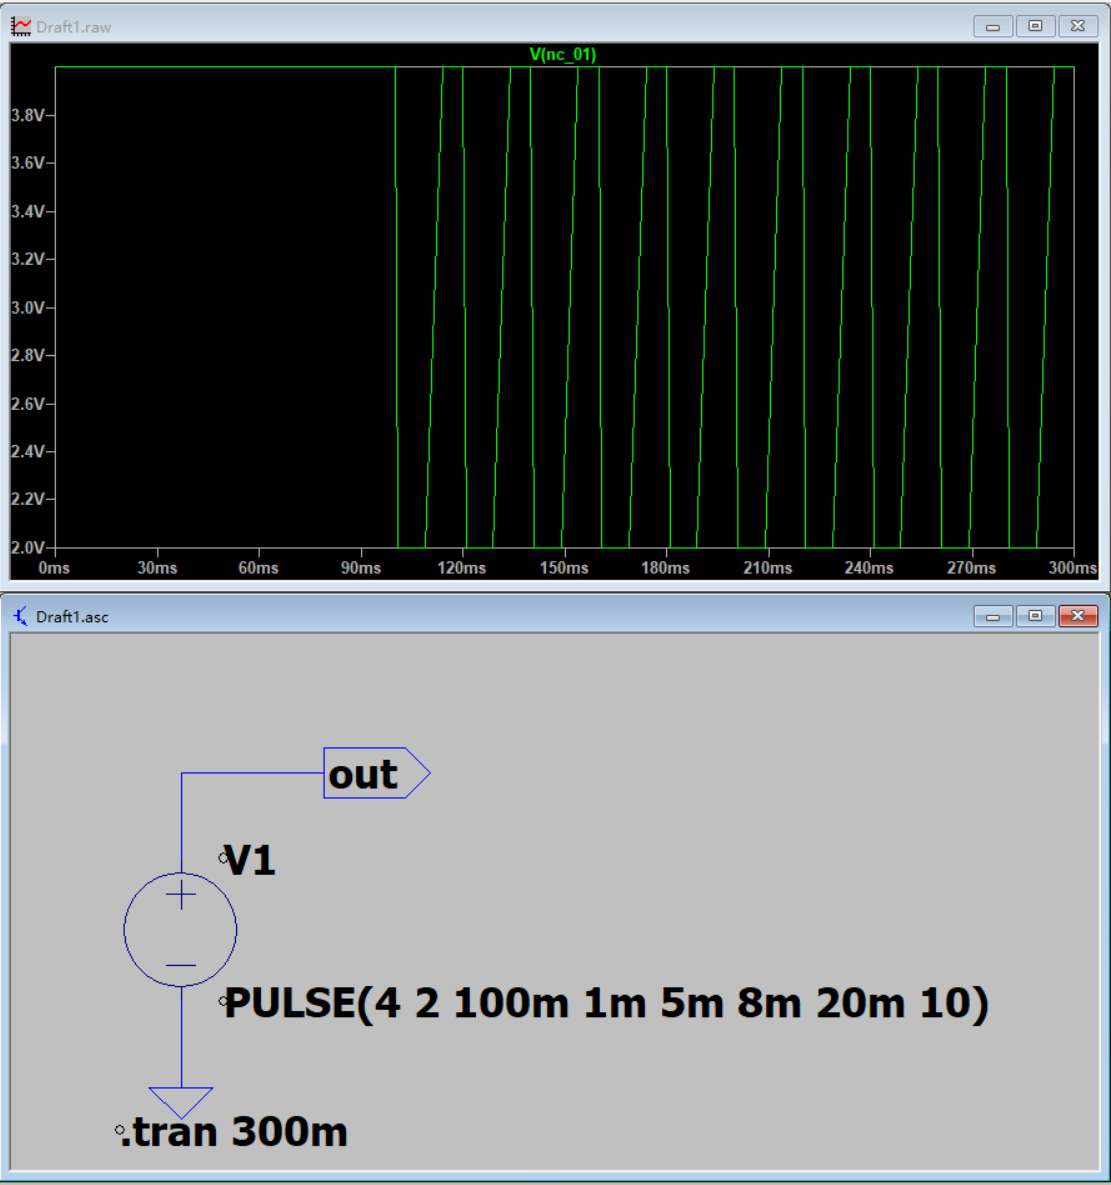 Draft1.raw
V(nc_01)
3.8V
3.6V
3.4V
3.2V
3.0V
2.8V
2.6V
2.4V
2.2V
2.0V
0ms 30ms 60ms 90ms 120ms 150ms 180ms 210ms 240ms 270ms 300ms
Draft1.asc
out
V1
PULSE(4 2 100m 1m 5m 8m 20m 10)
.tran 300m